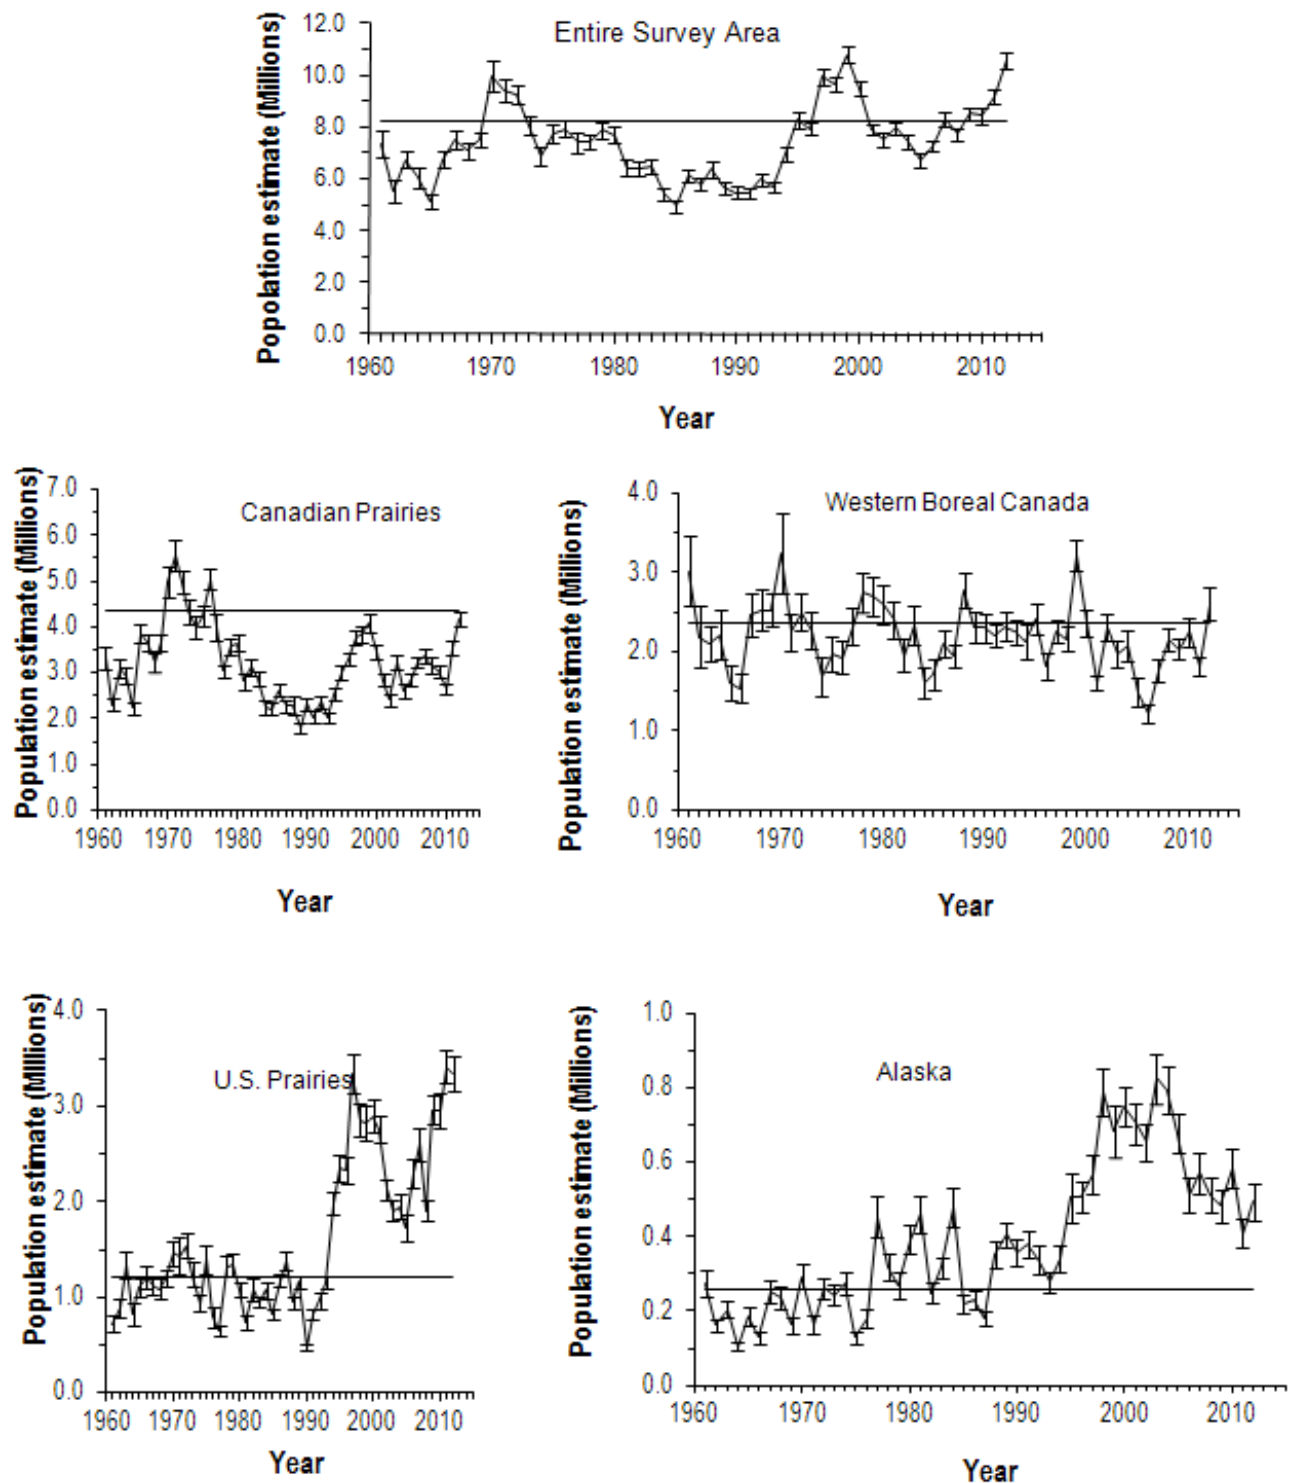 Entire Survey Area
Popolation estimate (Millions)
12.0
10.0
8.0
6.0
4.0
2.0
0.0
1960 1970 1980 1990 2000 2010
Year
Canadian Prairies
Population estimate (Millions)
7.0
6.0
5.0
4.0
3.0
2.0
1.0
0.0
1960 1970 1980 1990 2000 2010
Year
Western Boreal Canada
Population estimate (Millions)
4.0
3.0
2.0
1.0
0.0
1960 1970 1980 1990 2000 2010
Year
U.S. Prairies
Population estimate (Millions)
4.0
3.0
2.0
1.0
0.0
1960 1970 1980 1990 2000 2010
Year
Alaska
Population estimate (Millions)
1.0
0.8
0.6
0.4
0.2
0.0
1960 1970 1980 1990 2000 2010
Year